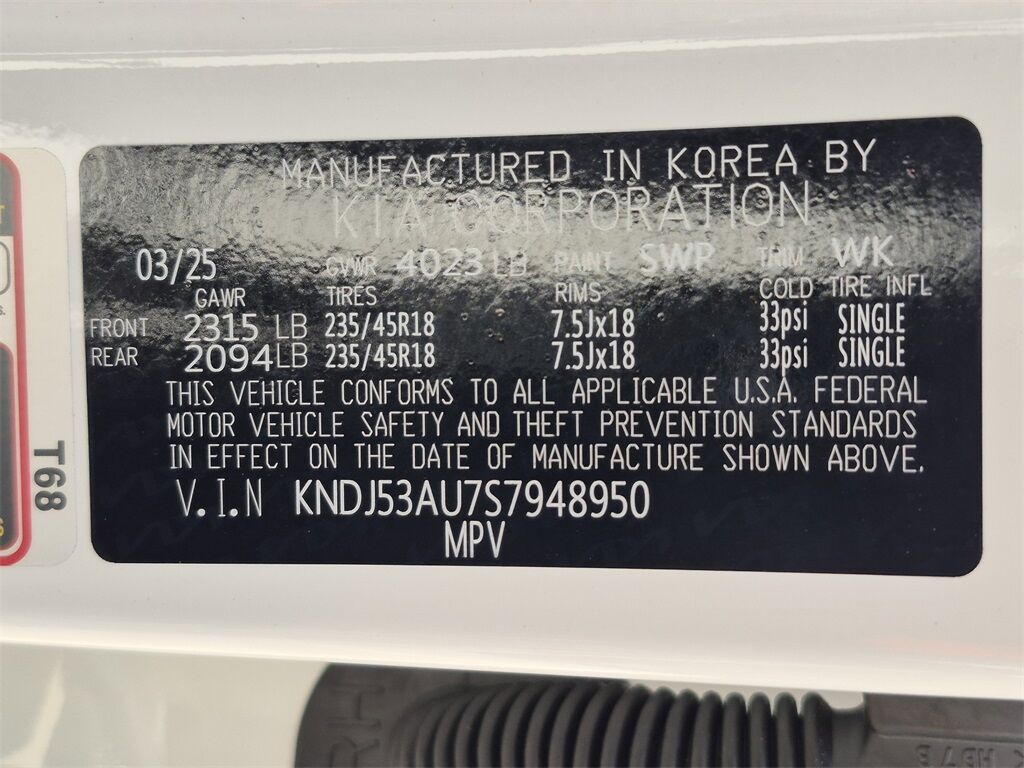 MANUFACTURED IN KOREA BY
KIA CORPORATION
03/25 GVWR 4023 LB PAINT SWP TRIM WK
GAWR TIRES RIMS COLD TIRE INFL
FRONT 2315 LB 235/45R18 7.5Jx18 33psi SINGLE
REAR 2094 LB 235/45R18 7.5Jx18 33psi SINGLE
THIS VEHICLE CONFORMS TO ALL APPLICABLE U.S.A. FEDERAL
MOTOR VEHICLE SAFETY AND THEFT PREVENTION STANDARDS
IN EFFECT ON THE DATE OF MANUFACTURE SHOWN ABOVE.
V.I.N KNDJ53AU7S7948950
MPV
T68
RH